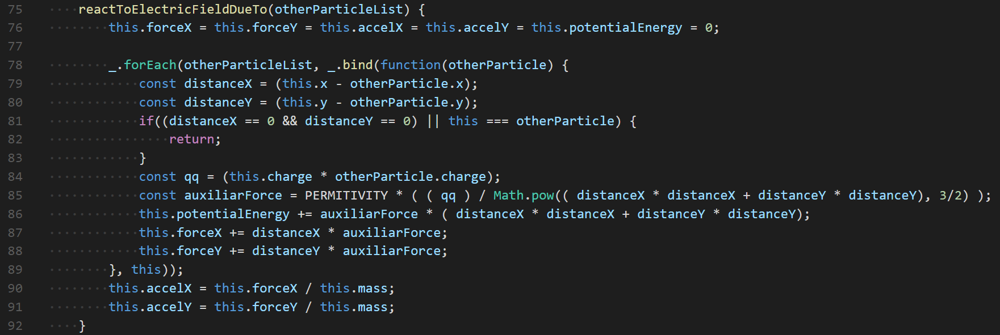 75     reactToElectricFieldDueTo(otherParticleList) {
76         this.forceX = this.forceY = this.accelX = this.accelY = this.potentialEnergy = 0;
77
78         _.forEach(otherParticleList, _.bind(function(otherParticle) {
79             const distanceX = (this.x - otherParticle.x);
80             const distanceY = (this.y - otherParticle.y);
81             if((distanceX == 0 && distanceY == 0) || this === otherParticle) {
82                 return;
83             }
84             const qq = (this.charge * otherParticle.charge);
85             const auxiliarForce = PERMITIVITY * ( ( qq ) / Math.pow(( distanceX * distanceX + distanceY * distanceY), 3/2) );
86             this.potentialEnergy += auxiliarForce * ( distanceX * distanceX + distanceY * distanceY);
87             this.forceX += distanceX * auxiliarForce;
88             this.forceY += distanceY * auxiliarForce;
89         }, this));
90         this.accelX = this.forceX / this.mass;
91         this.accelY = this.forceY / this.mass;
92     }